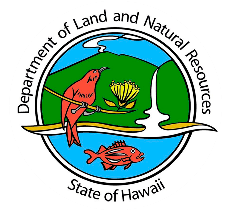 Department of Land and Natural Resources
State of Hawaii